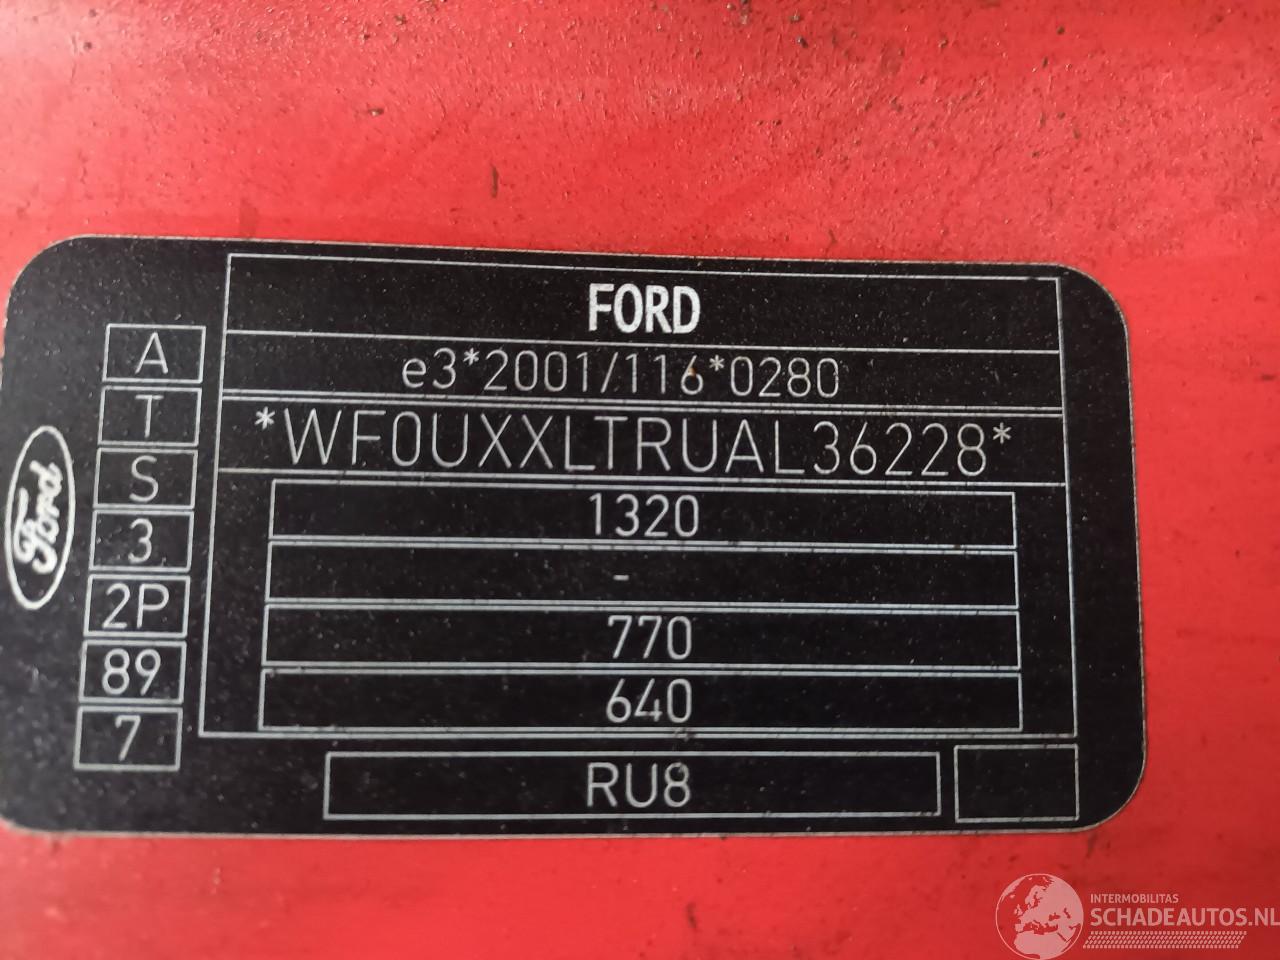 FORD
e3*2001/116*0280
*WF0UXXLTRUAL36228*
1320
-
770
640
RU8
A
T
S
3
2P
89
7
Ford
INTERMOBILITAS
SCHADEAUTOS.NL